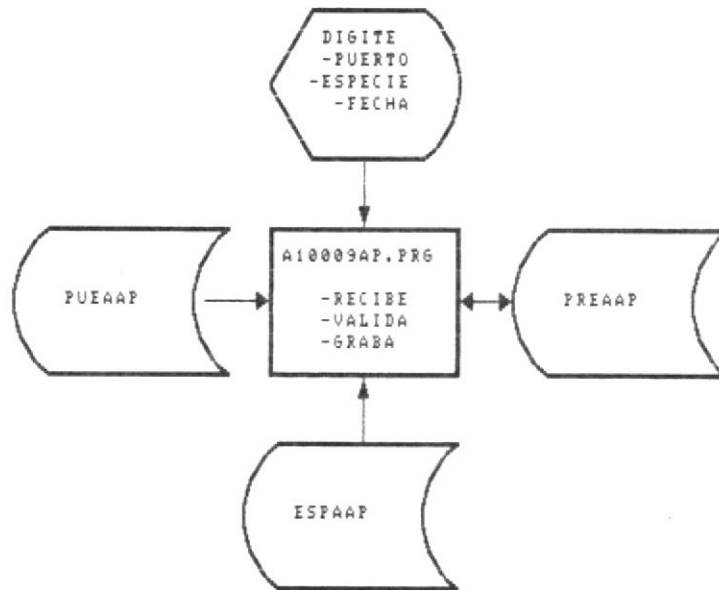 DIGITE
-PUERTO
-ESPECIE
-FECHA
A10009AP.PRG
-RECIBE
-VALIDA
-GRABA
PUEAAP
PREAAP
ESPAAP